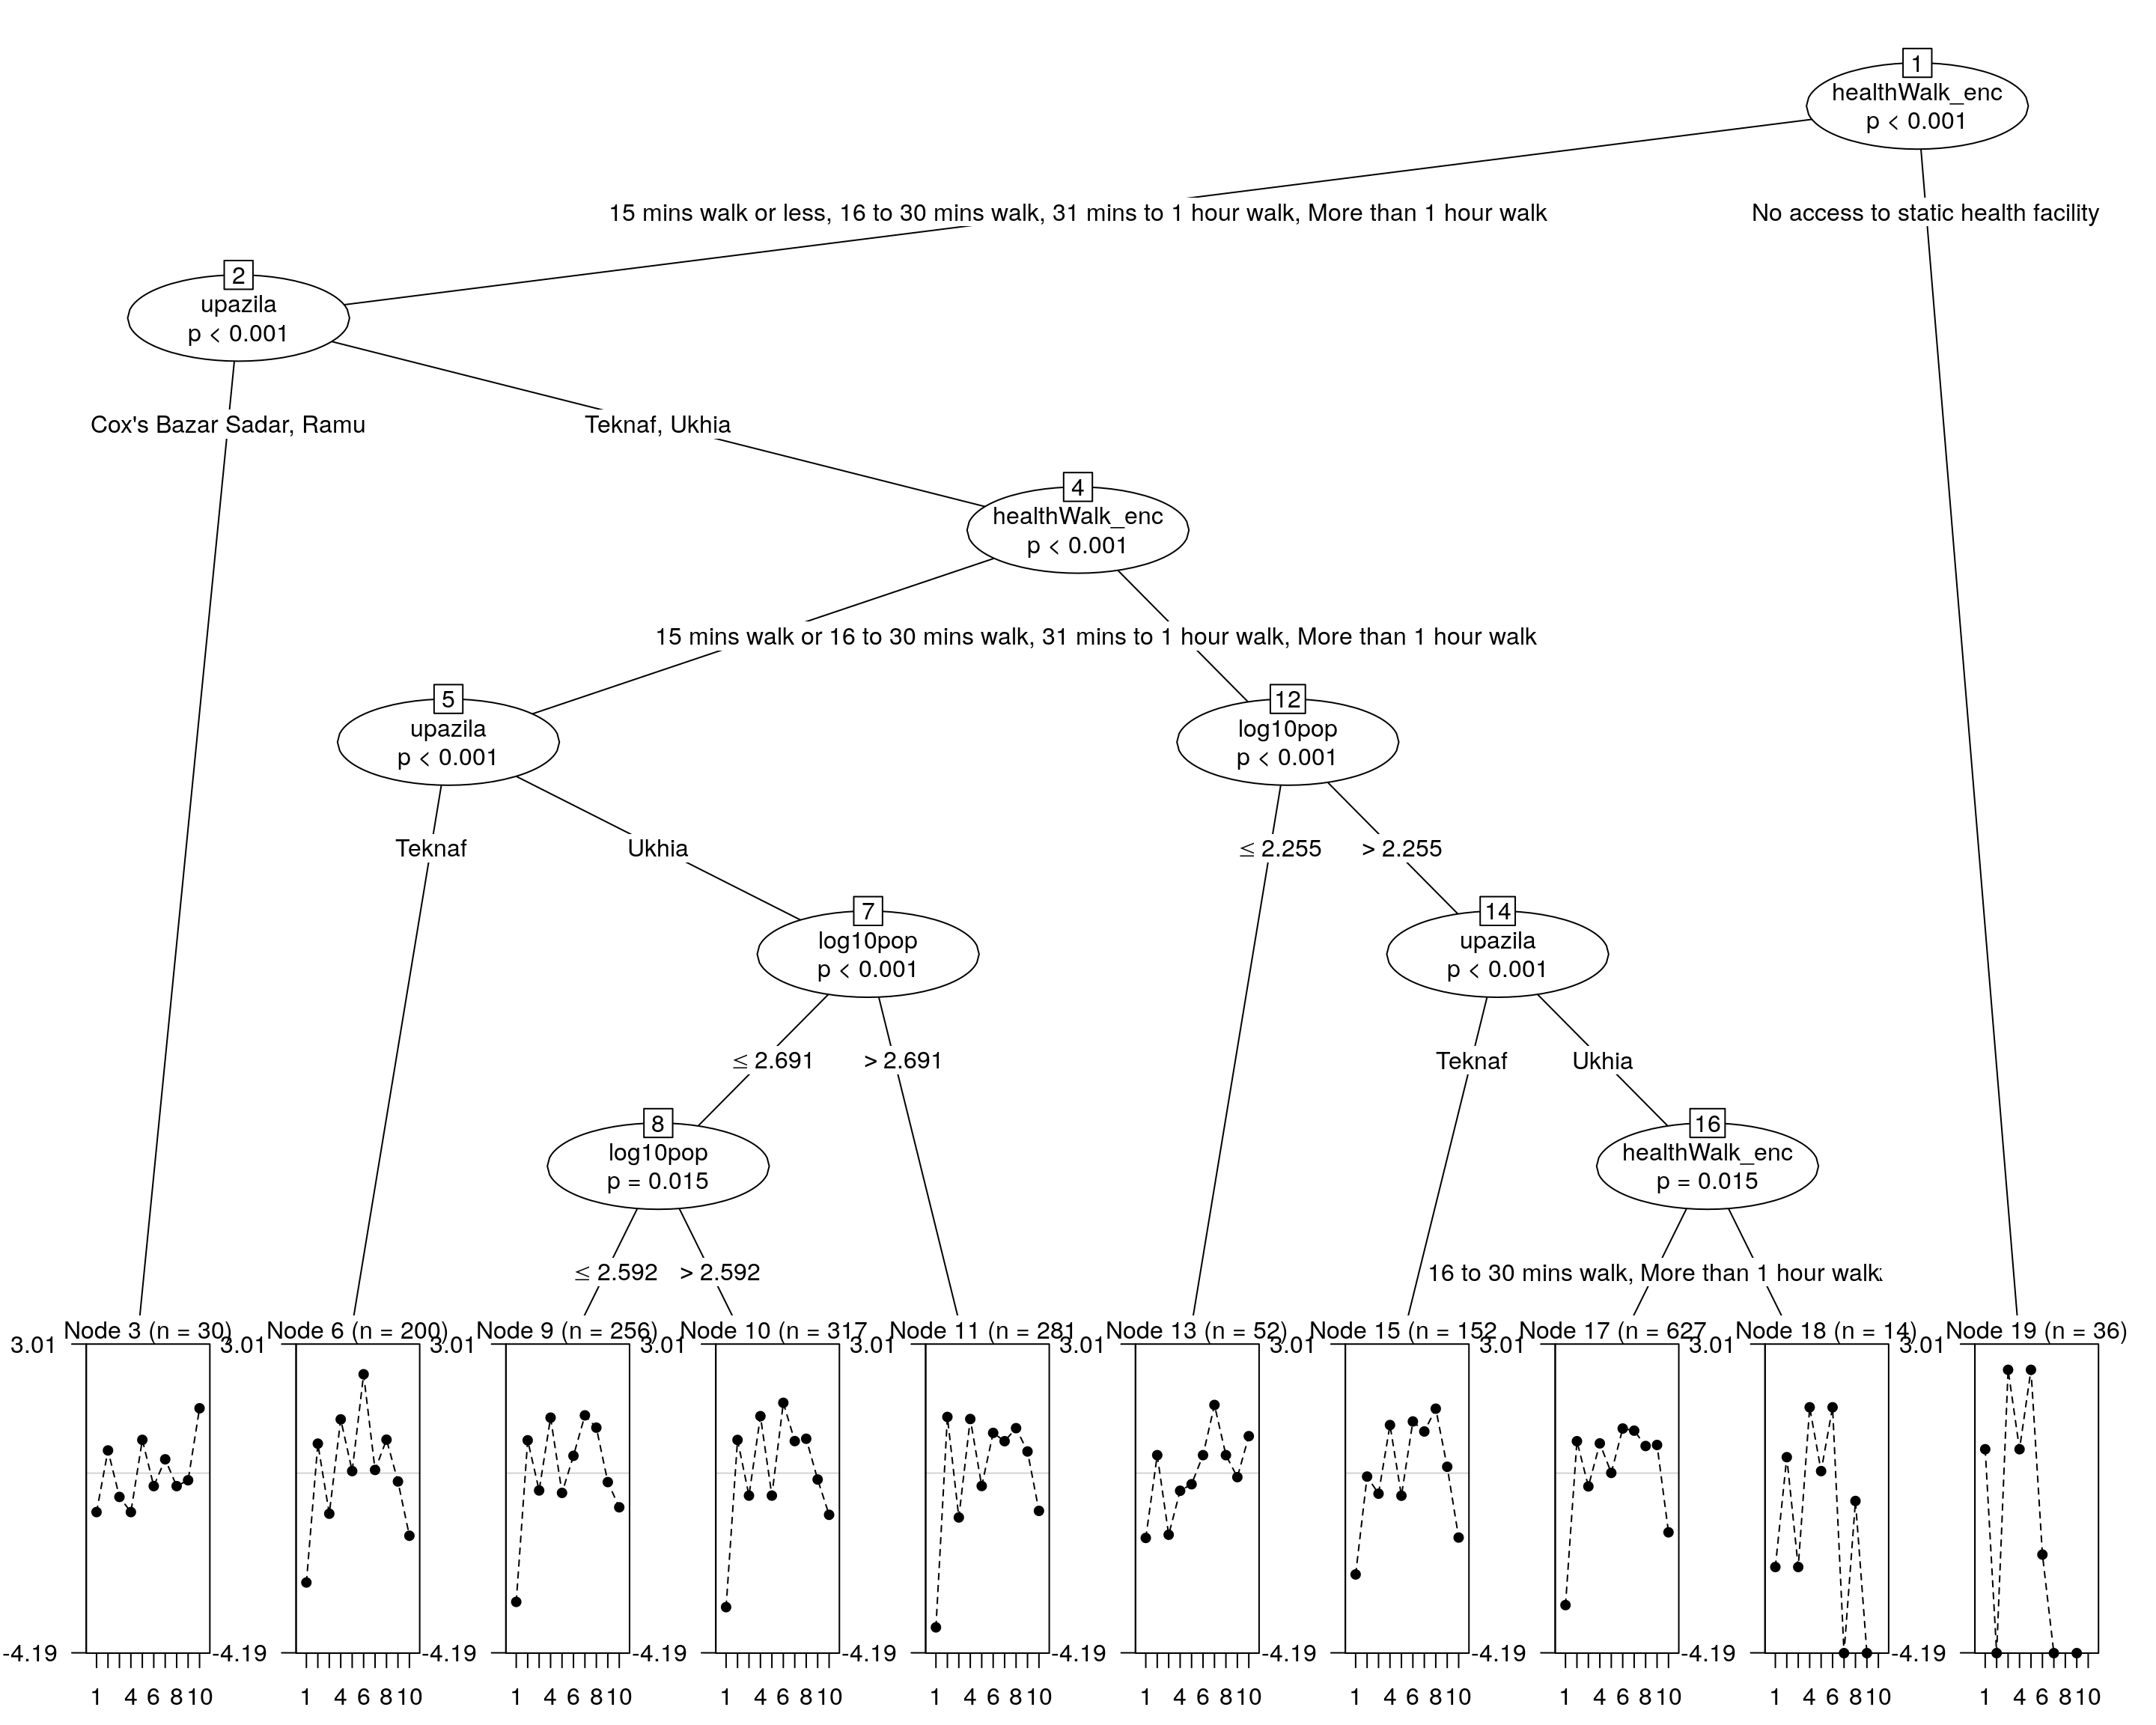 1
healthWalk_enc
p < 0.001
15 mins walk or less, 16 to 30 mins walk, 31 mins to 1 hour walk, More than 1 hour walk
No access to static health facility
2
upazila
p < 0.001
Cox's Bazar Sadar, Ramu
Teknaf, Ukhia
4
healthWalk_enc
p < 0.001
15 mins walk or 16 to 30 mins walk, 31 mins to 1 hour walk, More than 1 hour walk
5
upazila
p < 0.001
12
log10pop
p < 0.001
Teknaf
Ukhia
≤ 2.255
> 2.255
7
log10pop
p < 0.001
14
upazila
p < 0.001
≤ 2.691
> 2.691
Teknaf
Ukhia
8
log10pop
p = 0.015
16
healthWalk_enc
p = 0.015
≤ 2.592
> 2.592
16 to 30 mins walk, More than 1 hour walk
Node 3 (n = 30)
Node 6 (n = 200)
Node 9 (n = 256)
Node 10 (n = 317
Node 11 (n = 281
Node 13 (n = 52)
Node 15 (n = 152
Node 17 (n = 627
Node 18 (n = 14)
Node 19 (n = 36)
3.01 3.01 3.01 3.01 3.01 3.01 3.01 3.01 3.01 3.01
-4.19 -4.19 -4.19 -4.19 -4.19 -4.19 -4.19 -4.19 -4.19 -4.19
1 4 6 8 10 1 4 6 8 10 1 4 6 8 10 1 4 6 8 10 1 4 6 8 10 1 4 6 8 10 1 4 6 8 10 1 4 6 8 10 1 4 6 8 10 1 4 6 8 10